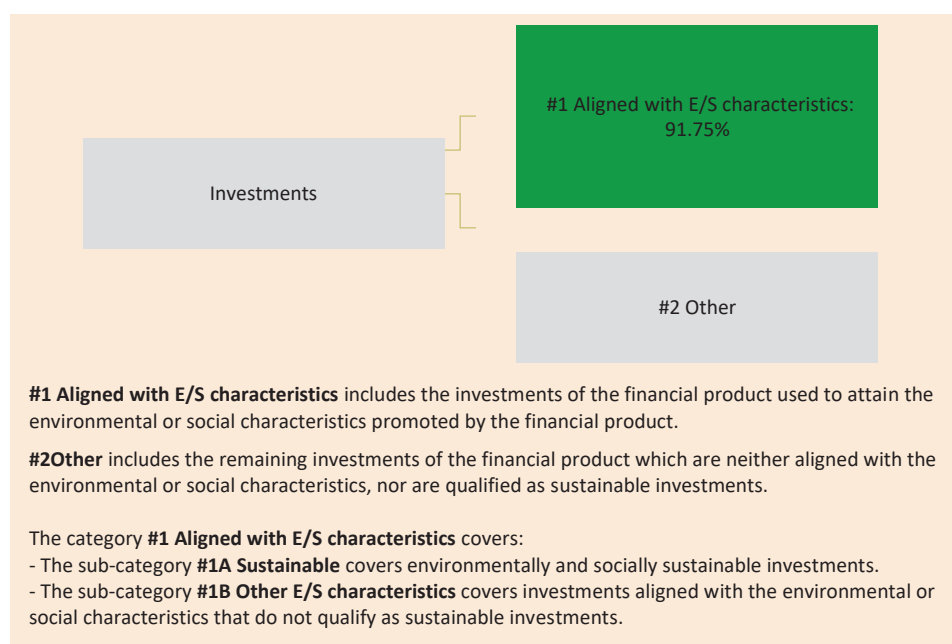 #1 Aligned with E/S characteristics:
91.75%
Investments
#2 Other
#1 Aligned with E/S characteristics includes the investments of the financial product used to attain the
environmental or social characteristics promoted by the financial product.
#2Other includes the remaining investments of the financial product which are neither aligned with the
environmental or social characteristics, nor are qualified as sustainable investments.
The category #1 Aligned with E/S characteristics covers:
- The sub-category #1A Sustainable covers environmentally and socially sustainable investments.
- The sub-category #1B Other E/S characteristics covers investments aligned with the environmental or
social characteristics that do not qualify as sustainable investments.